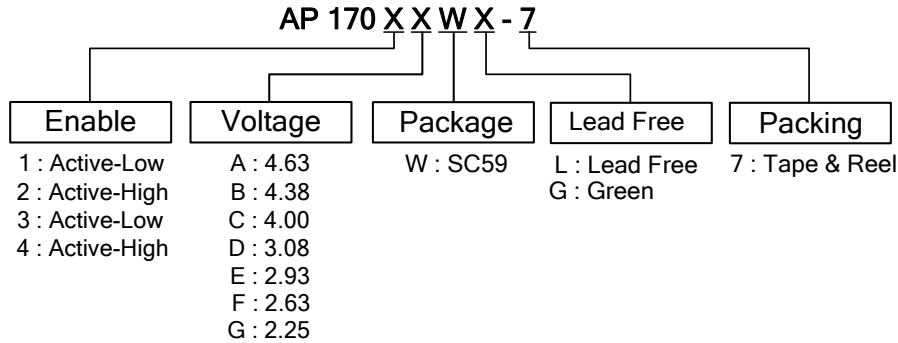 AP 170 X X W X - 7
Enable
1 : Active-Low
2 : Active-High
3 : Active-Low
4 : Active-High
Voltage
A : 4.63
B : 4.38
C : 4.00
D : 3.08
E : 2.93
F : 2.63
G : 2.25
Package
W : SC59
Lead Free
L : Lead Free
G : Green
Packing
7 : Tape & Reel